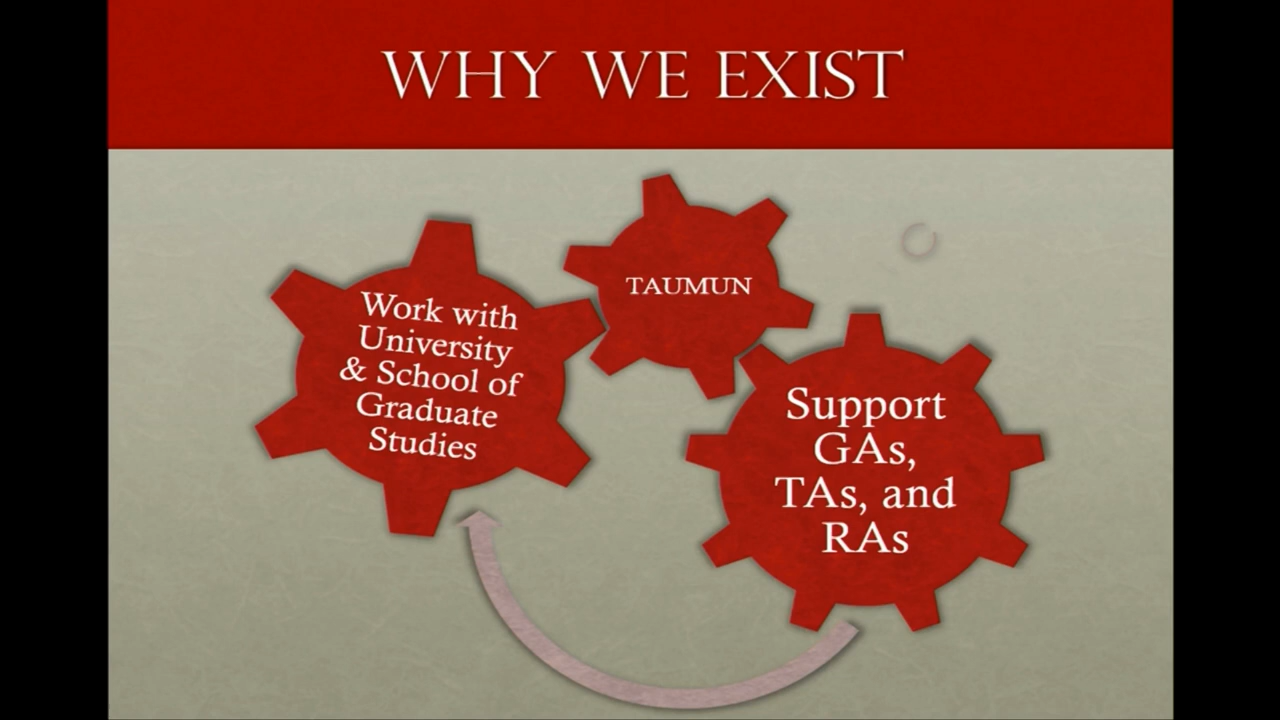 WHY WE EXIST
TAUMUN
Work with
University
& School of
Graduate
Studies
Support
GAs,
TAs, and
RAs